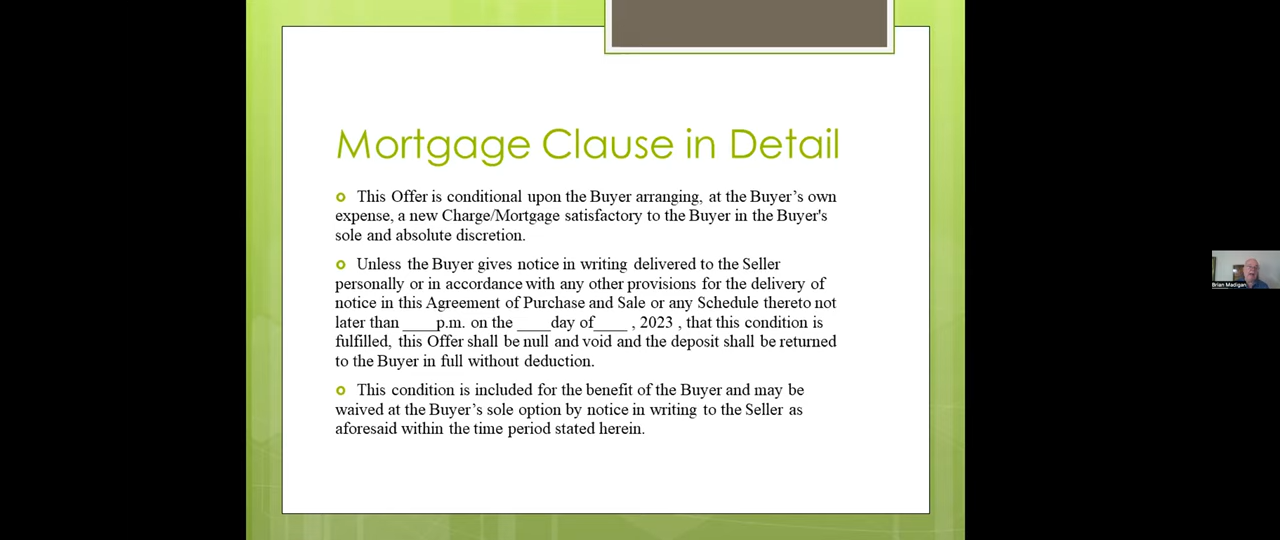 Mortgage Clause in Detail
This Offer is conditional upon the Buyer arranging, at the Buyer’s own
expense, a new Charge/Mortgage satisfactory to the Buyer in the Buyer's
sole and absolute discretion.
Unless the Buyer gives notice in writing delivered to the Seller
personally or in accordance with any other provisions for the delivery of
notice in this Agreement of Purchase and Sale or any Schedule thereto not
later than ____p.m. on the ____day of____ , 2023 , that this condition is
fulfilled, this Offer shall be null and void and the deposit shall be returned
to the Buyer in full without deduction.
This condition is included for the benefit of the Buyer and may be
waived at the Buyer’s sole option by notice in writing to the Seller as
aforesaid within the time period stated herein.
Brian Madigan